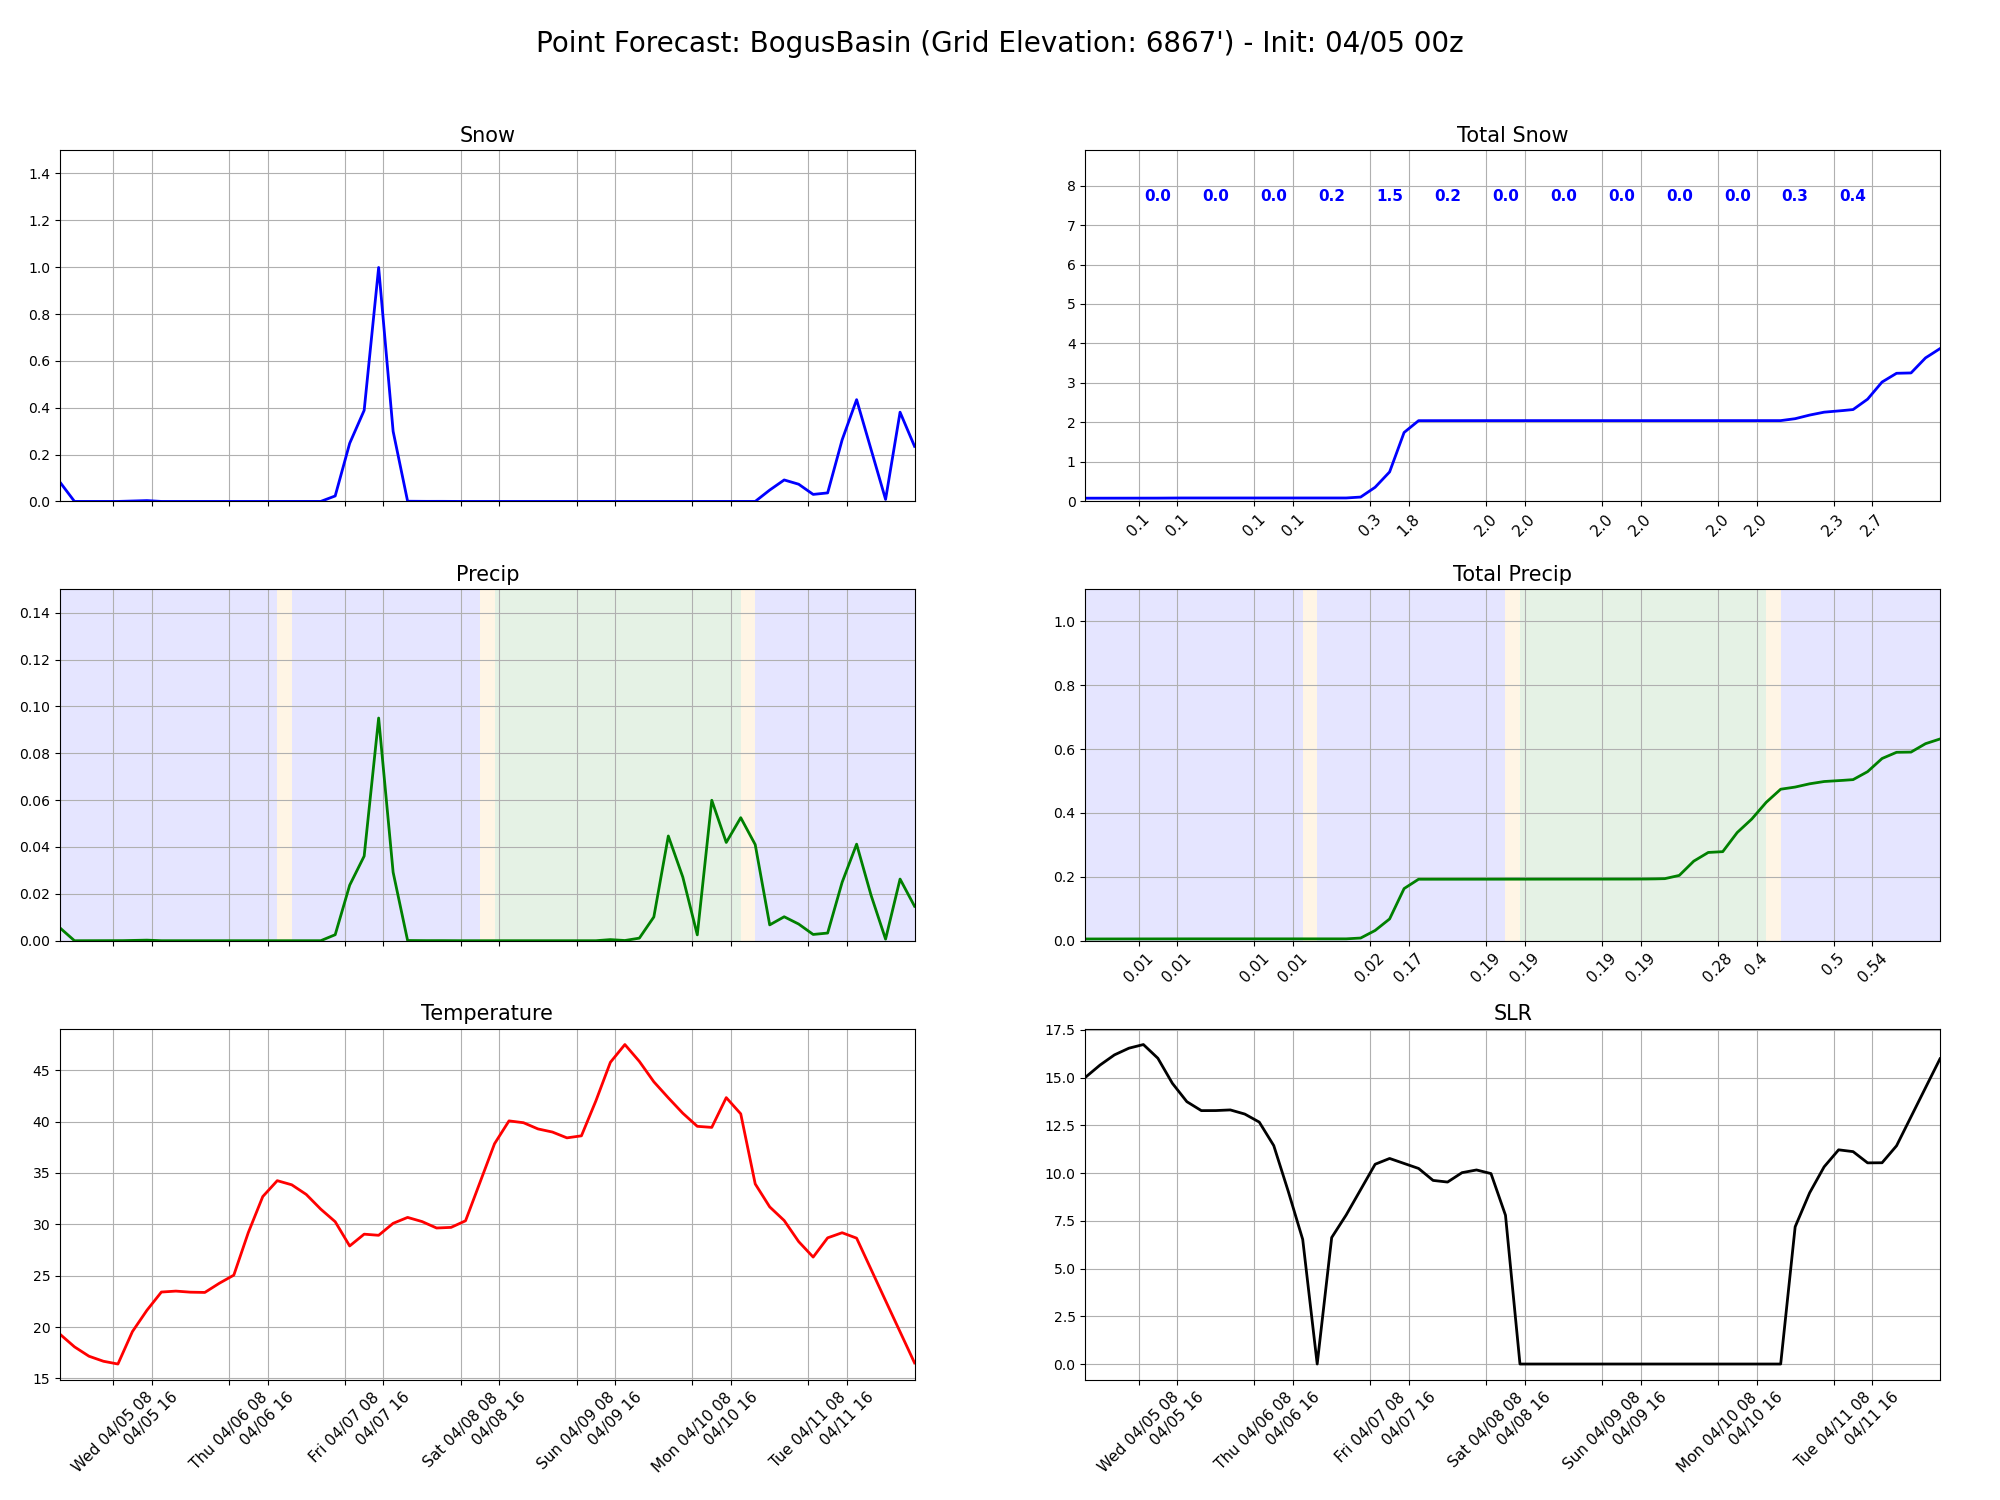 Point Forecast: BogusBasin (Grid Elevation: 6867') - Init: 04/05 00z
Snow
1.4
1.2
1.0
0.8
0.6
0.4
0.2
0.0
Total Snow
8
7
6
5
4
3
2
1
0
0.0 0.0 0.0 0.2 1.5 0.2 0.0 0.0 0.0 0.0 0.0 0.3 0.4
0.1 0.1 0.1 0.1 0.3 1.8 2.0 2.0 2.0 2.0 2.0 2.0 2.3 2.7
Precip
0.14
0.12
0.10
0.08
0.06
0.04
0.02
0.00
Total Precip
1.0
0.8
0.6
0.4
0.2
0.0
0.01 0.01 0.01 0.01 0.02 0.17 0.19 0.19 0.19 0.19 0.28 0.4 0.5 0.54
Temperature
45
40
35
30
25
20
15
Wed 04/05 08
04/05 16
Thu 04/06 08
04/06 16
Fri 04/07 08
04/07 16
Sat 04/08 08
04/08 16
Sun 04/09 08
04/09 16
Mon 04/10 08
04/10 16
Tue 04/11 08
04/11 16
SLR
17.5
15.0
12.5
10.0
7.5
5.0
2.5
0.0
Wed 04/05 08
04/05 16
Thu 04/06 08
04/06 16
Fri 04/07 08
04/07 16
Sat 04/08 08
04/08 16
Sun 04/09 08
04/09 16
Mon 04/10 08
04/10 16
Tue 04/11 08
04/11 16